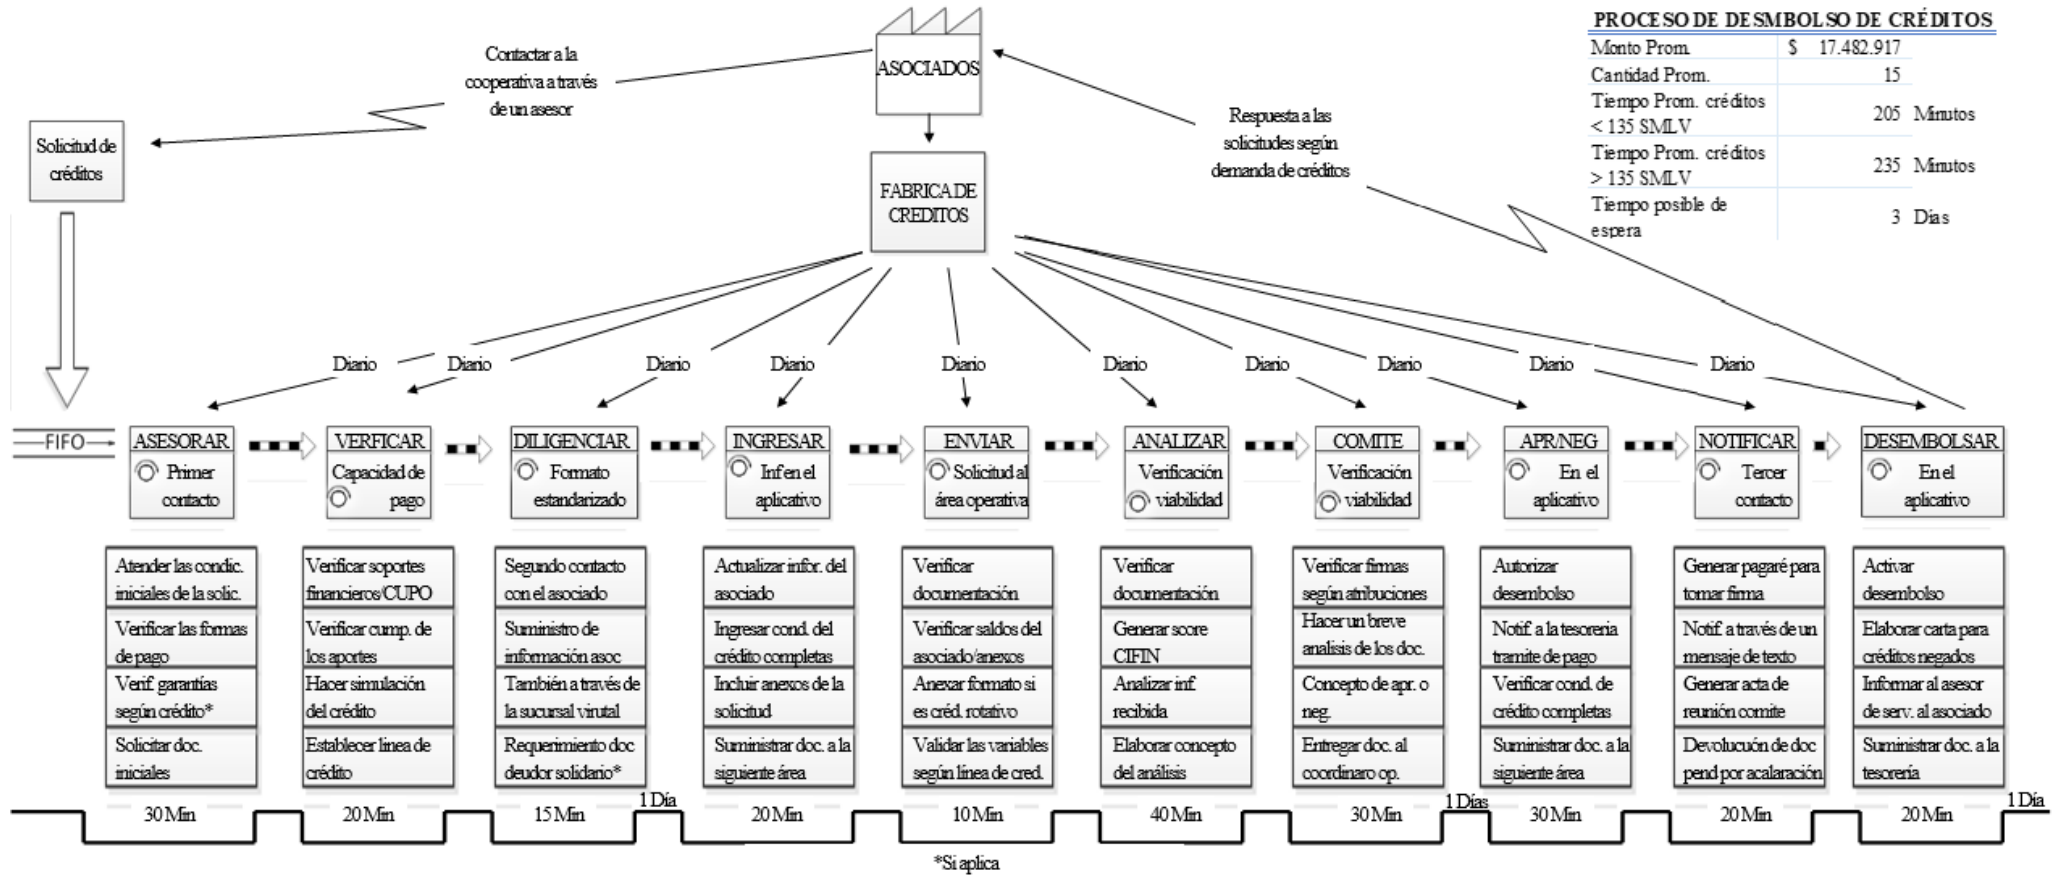 PROCESO DE DESMBOLSO DE CRÉDITOS
Monto Prom. $ 17.482.917
Cantidad Prom. 15
Tiempo Prom. créditos
< 135 SMLV
205 Minutos
Tiempo Prom. créditos
> 135 SMLV
235 Minutos
Tiempo posible de
espera
3 Dias
ASOCIADOS
Contactar a la
cooperativa a través
de un asesor
Respuesta a las
solicitudes según
demanda de créditos
Solicitud de
créditos
FABRICA DE
CREDITOS
Diario
Diario
Diario
Diario
Diario
Diario
Diario
Diario
Diario
Diario
FIFO
ASESORAR
Primer
contacto
VERFICAR
Capacidad de
pago
DILIGENCIAR
Formato
estandarizado
INGRESAR
Inf en el
aplicativo
ENVIAR
Solicitud al
área operativa
ANALIZAR
Verificación
viabilidad
COMITE
Verificación
viabilidad
APR/NEG
En el
aplicativo
NOTIFICAR
Tercer
contacto
DESEMBOLSAR
En el
aplicativo
Atender las condic.
iniciales de la solic.
Verificar las formas
de pago
Verif. garantías
según crédito*
Solicitar doc.
iniciales
Verificar soportes
financieros/CUPO
Verificar cump. de
los aportes
Hacer simulación
del crédito
Establecer linea de
crédito
Segundo contacto
con el asociado
Suministro de
información asoc
También a través de
la sucursal virutal
Requerimiento doc
deudor solidario*
Actualizar infor. del
asociado
Ingresar cond. del
crédito completas
Incluir anexos de la
solicitud
Suministrar doc. a la
siguiente área
Verificar
documentación
Verificar saldos del
asociado/anexos
Anexar formato si
es créd. rotativo
Validar las variables
según línea de cred.
Verificar
documentación
Generar score
CIFIN
Analizar inf.
recibida
Elaborar concepto
del análisis
Verificar firmas
según atribuciones
Hacer un breve
analisis de los doc.
Concepto de apr. o
neg.
Entregar doc. al
coordinaro op.
Autorizar
desembolso
Notif. a la tesoreria
tramite de pago
Verificar cond. de
crédito completas
Suministrar doc. a la
siguiente área
Generar pagaré para
tomar firma
Notif. a través de un
mensaje de texto
Generar acta de
reunión comite
Devolucuón de doc
pend por acalaración
Activar
desembolso
Elaborar carta para
créditos negados
Informar al asesor
de serv. al asociado
Suministrar doc. a la
tesorería
30 Min
20 Min
15 Min
1 Día
20 Min
10 Min
40 Min
30 Min
1 Días
30 Min
20 Min
20 Min
1 Día
*Si aplica